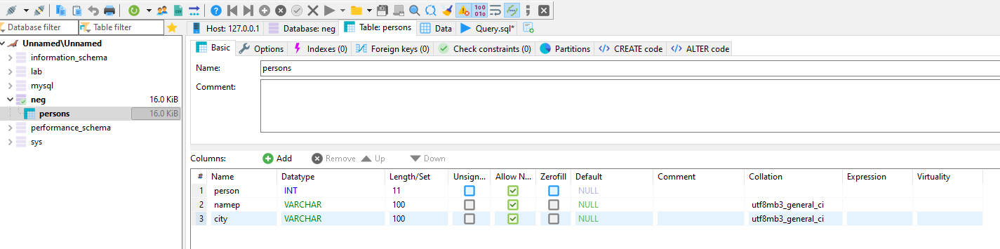 Database filter
Table filter
Host: 127.0.0.1
Database: neg
Table: persons
Data
Query.sql*
Unnamed\Unnamed
information_schema
lab
mysql
neg 16.0 KiB
persons 16.0 KiB
performance_schema
sys
Basic
Options
Indexes (0)
Foreign keys (0)
Check constraints (0)
Partitions
CREATE code
ALTER code
Name: persons
Comment:
Columns: Add Remove Up Down
# Name Datatype Length/Set Unsign... Allow N... Zerofill Default Comment Collation Expression Virtuality
1 person INT 11 NULL
2 namep VARCHAR 100 NULL utf8mb3_general_ci
3 city VARCHAR 100 NULL utf8mb3_general_ci